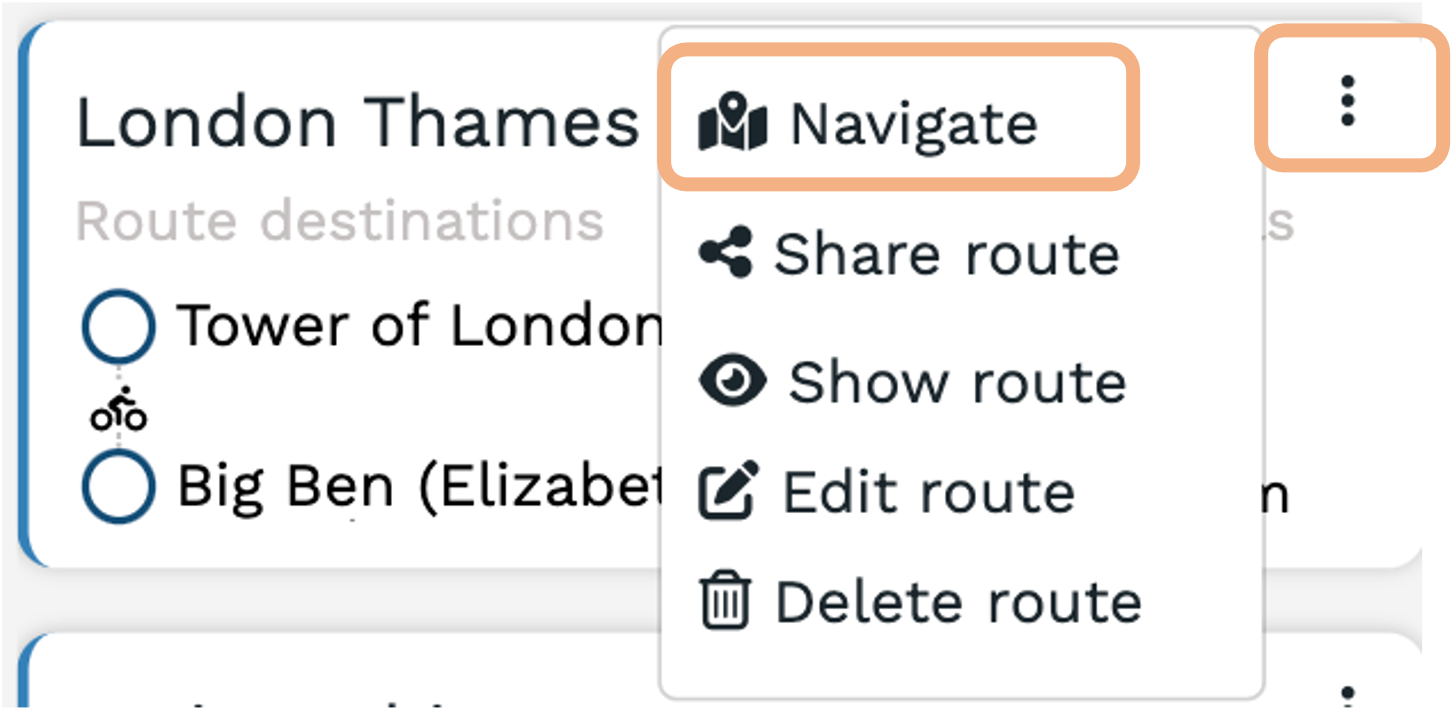 London Thames
Navigate
Route destinations
Share route
Tower of London
Show route
Big Ben (Elizabet
Edit route
Delete route